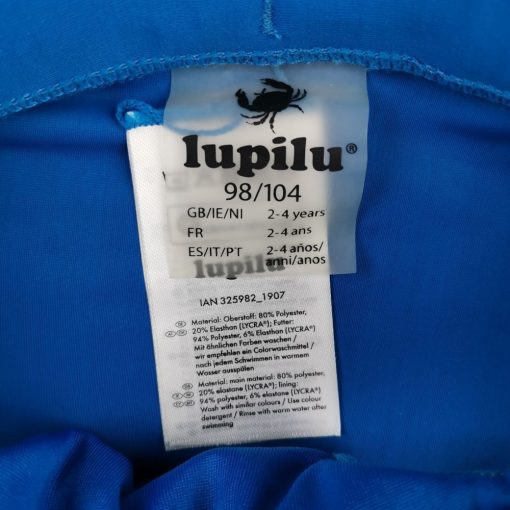 lupilu®
98/104
GB/IE/NI 2-4 years
FR 2-4 ans
ES/IT/PT 2-4 años/
anni/anos
lupilu
IAN 325982_1907
Material: Oberstoff: 80% Polyester,
20% Elasthan (LYCRA®); Futter:
94% Polyester, 6% Elasthan (LYCRA®)
Mit ähnlichen Farben waschen /
wir empfehlen ein Colorwaschmittel /
nach jedem Schwimmen in warmem
Wasser ausspülen
Material: main material: 80% polyester,
20% elastane (LYCRA®); lining:
94% polyester, 6% elastane (LYCRA®)
Wash with similar colours / Use colour
detergent / Rinse with warm water after
swimming